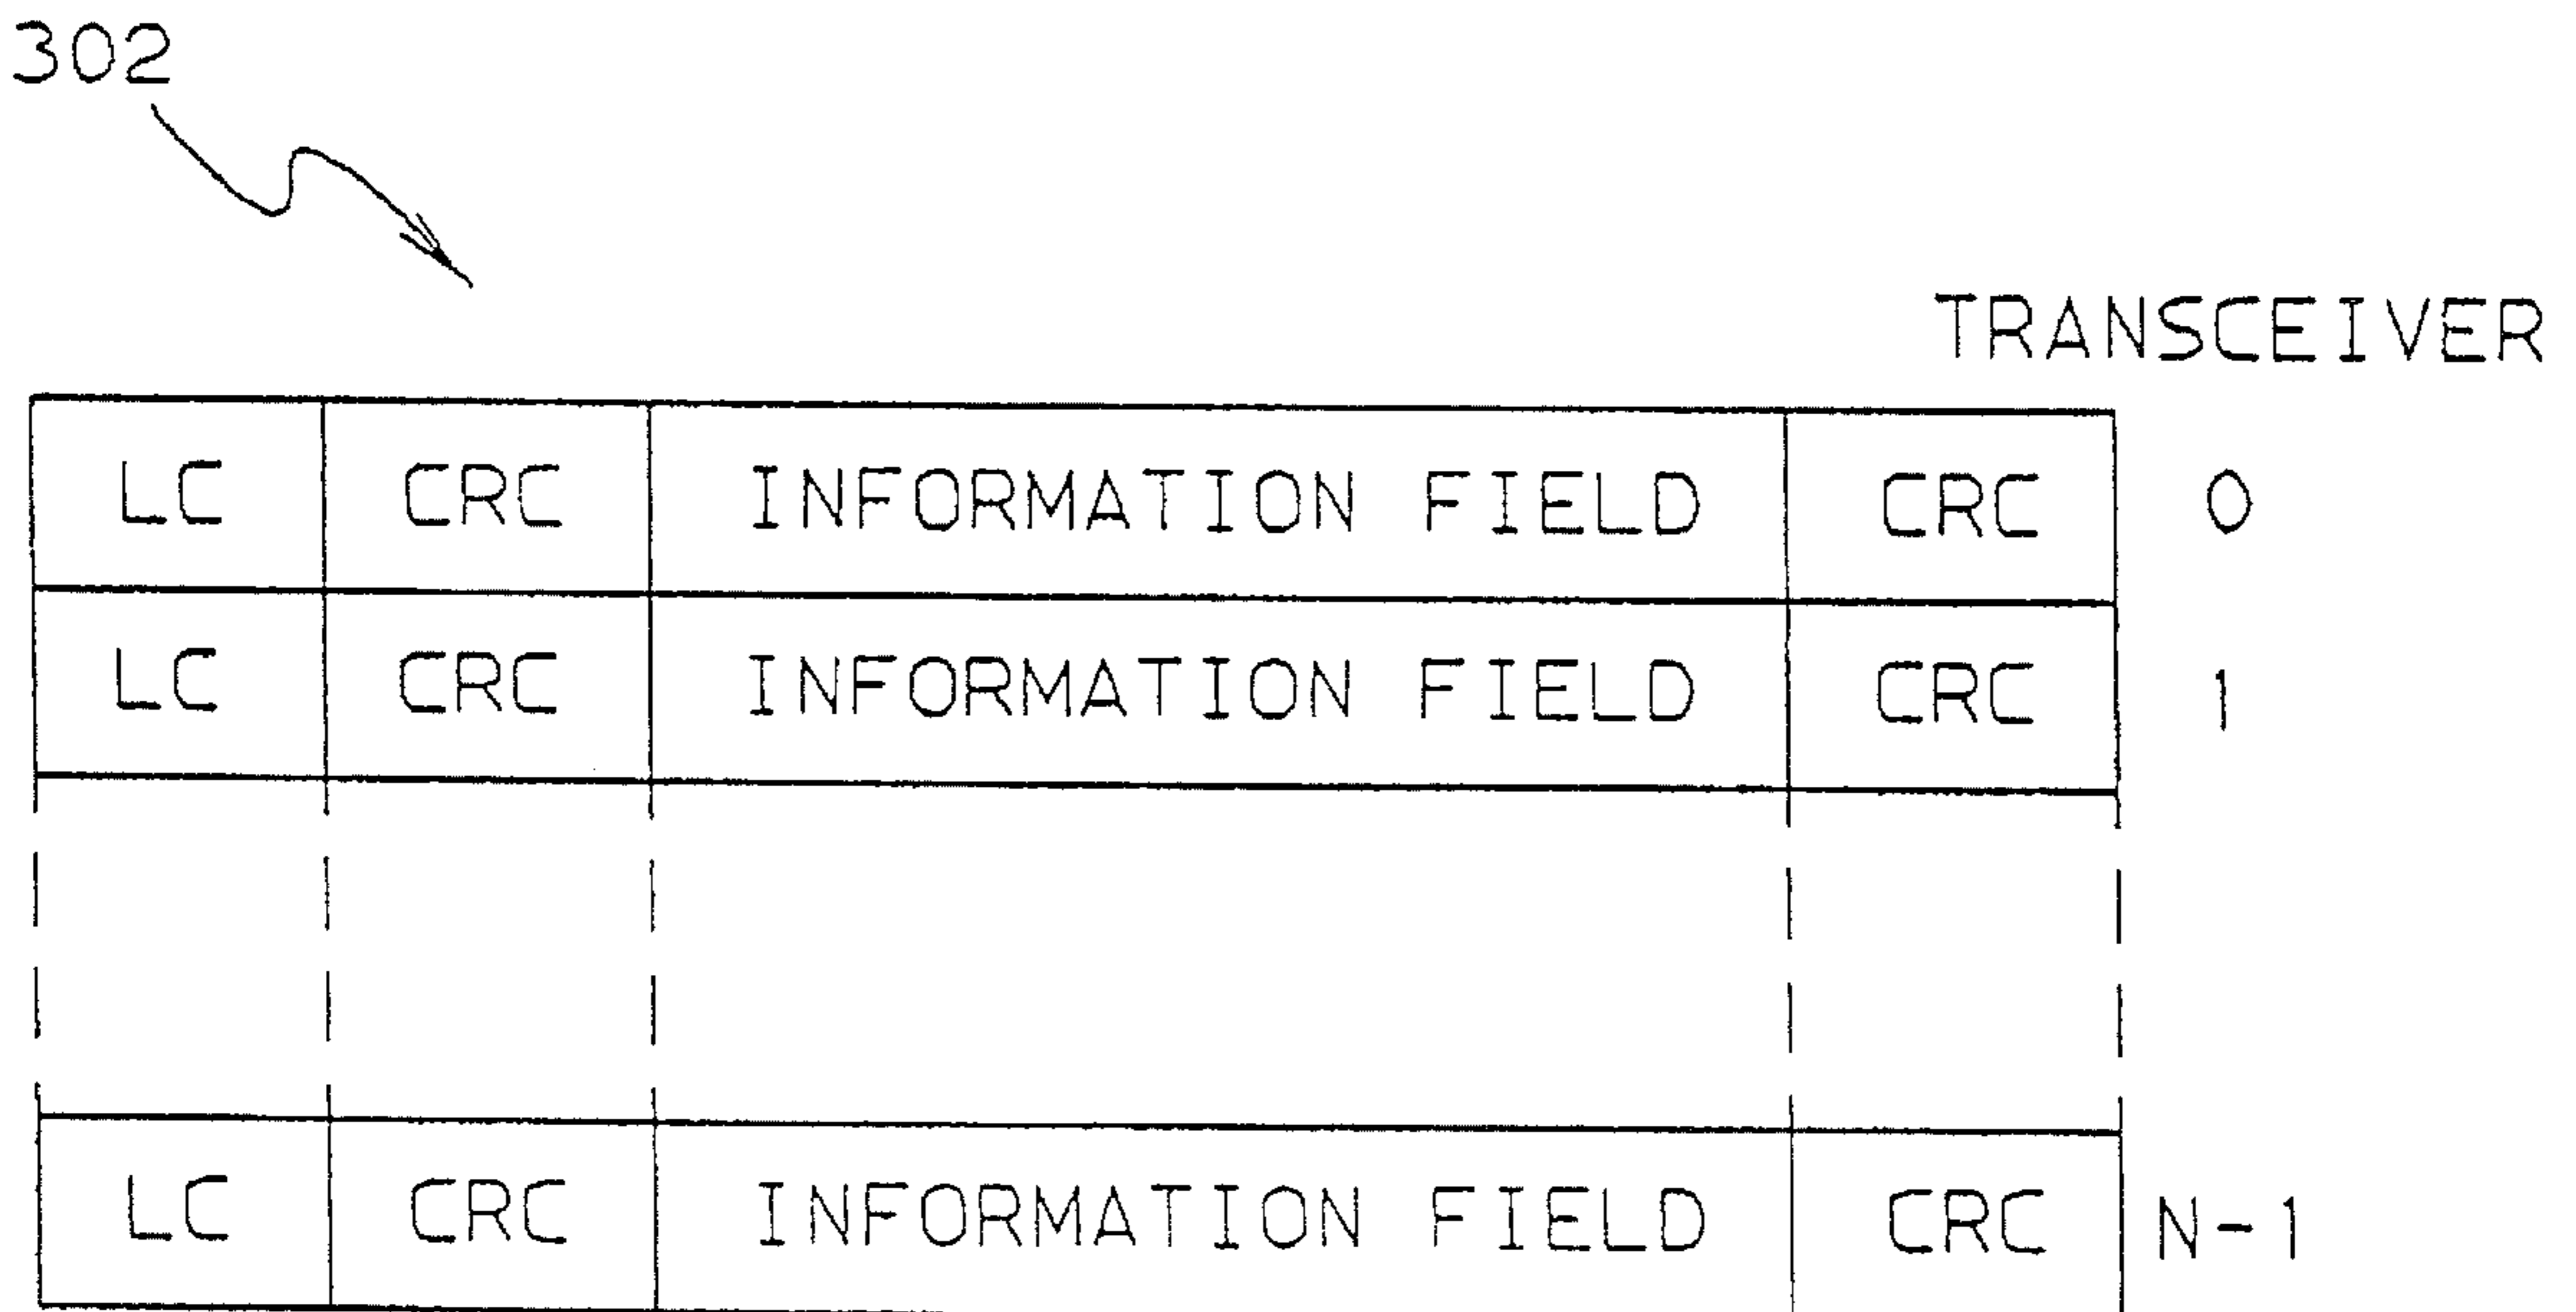 302
TRANSCEIVER
LC CRC INFORMATION FIELD CRC 0
LC CRC INFORMATION FIELD CRC 1
LC CRC INFORMATION FIELD CRC N-1